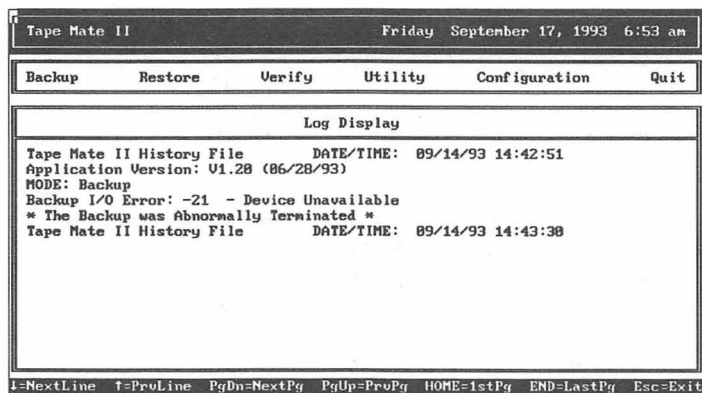 Tape Mate II Friday September 17, 1993 6:53 am
Backup Restore Verify Utility Configuration Quit
Log Display
Tape Mate II History File DATE/TIME: 09/14/93 14:42:51
Application Version: V1.20 (06/28/93)
MODE: Backup
Backup I/O Error: -21 - Device Unavailable
* The Backup was Abnormally Terminated *
Tape Mate II History File DATE/TIME: 09/14/93 14:43:30
↓=NextLine ↑=PrvLine PgDn=NextPg PgUp=PrvPg HOME=1stPg END=LastPg Esc=Exit